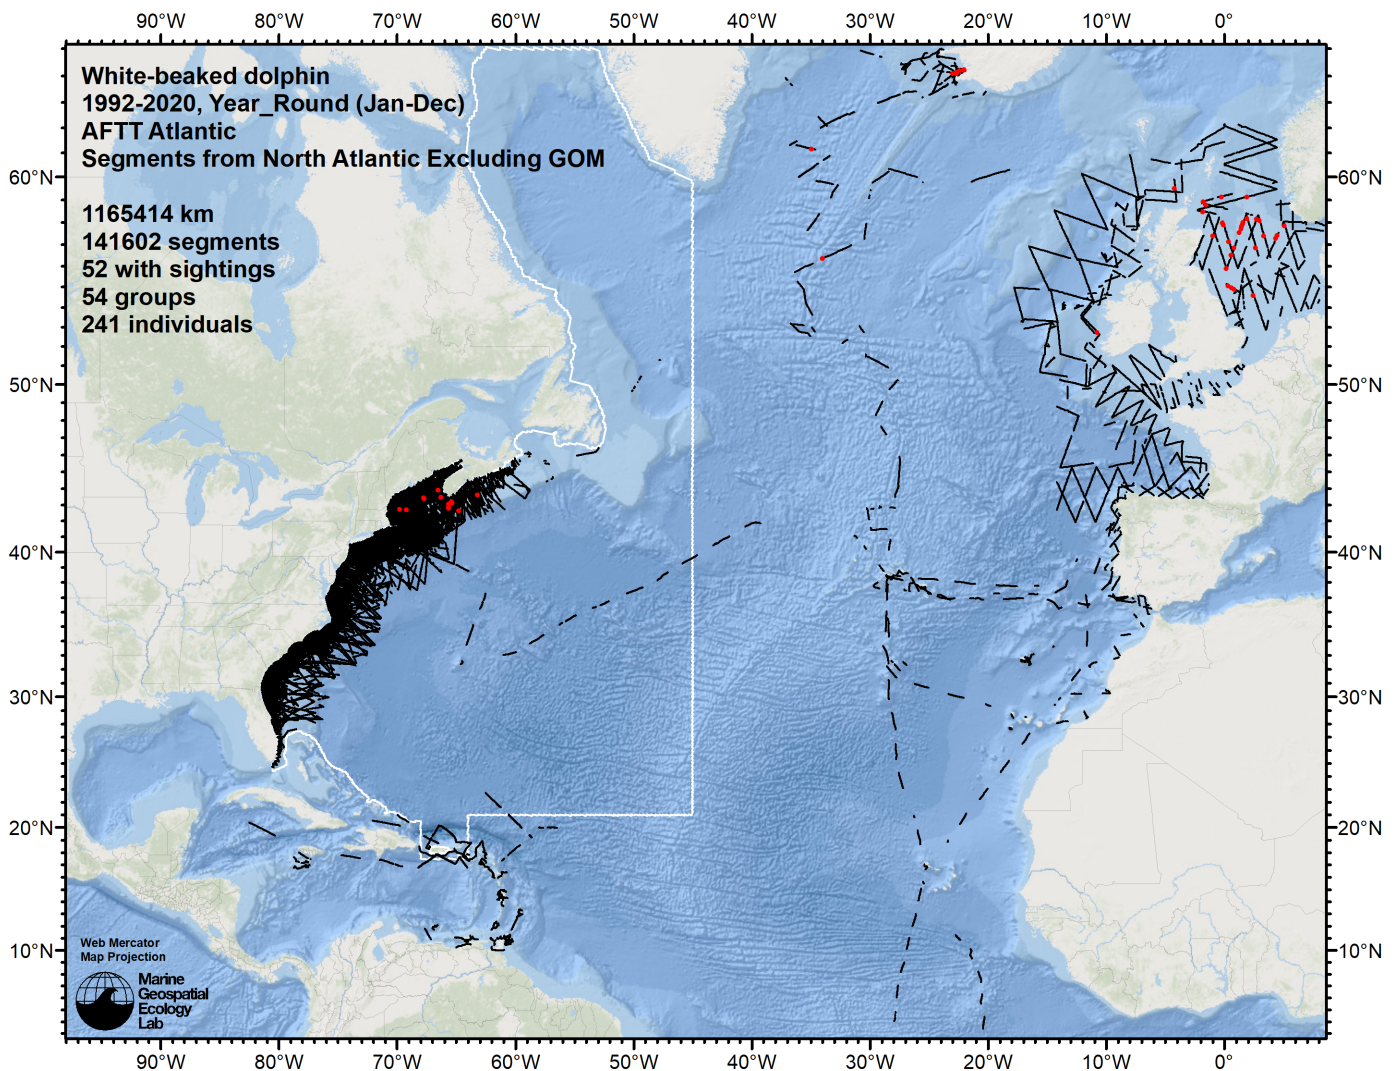 90°W 80°W 70°W 60°W 50°W 40°W 30°W 20°W 10°W 0°
White-beaked dolphin
1992-2020, Year_Round (Jan-Dec)
AFTT Atlantic
Segments from North Atlantic Excluding GOM
1165414 km
141602 segments
52 with sightings
54 groups
241 individuals
60°N 60°N
50°N 50°N
40°N 40°N
30°N 30°N
20°N 20°N
10°N 10°N
Web Mercator
Map Projection
Marine
Geospatial
Ecology
Lab
90°W 80°W 70°W 60°W 50°W 40°W 30°W 20°W 10°W 0°